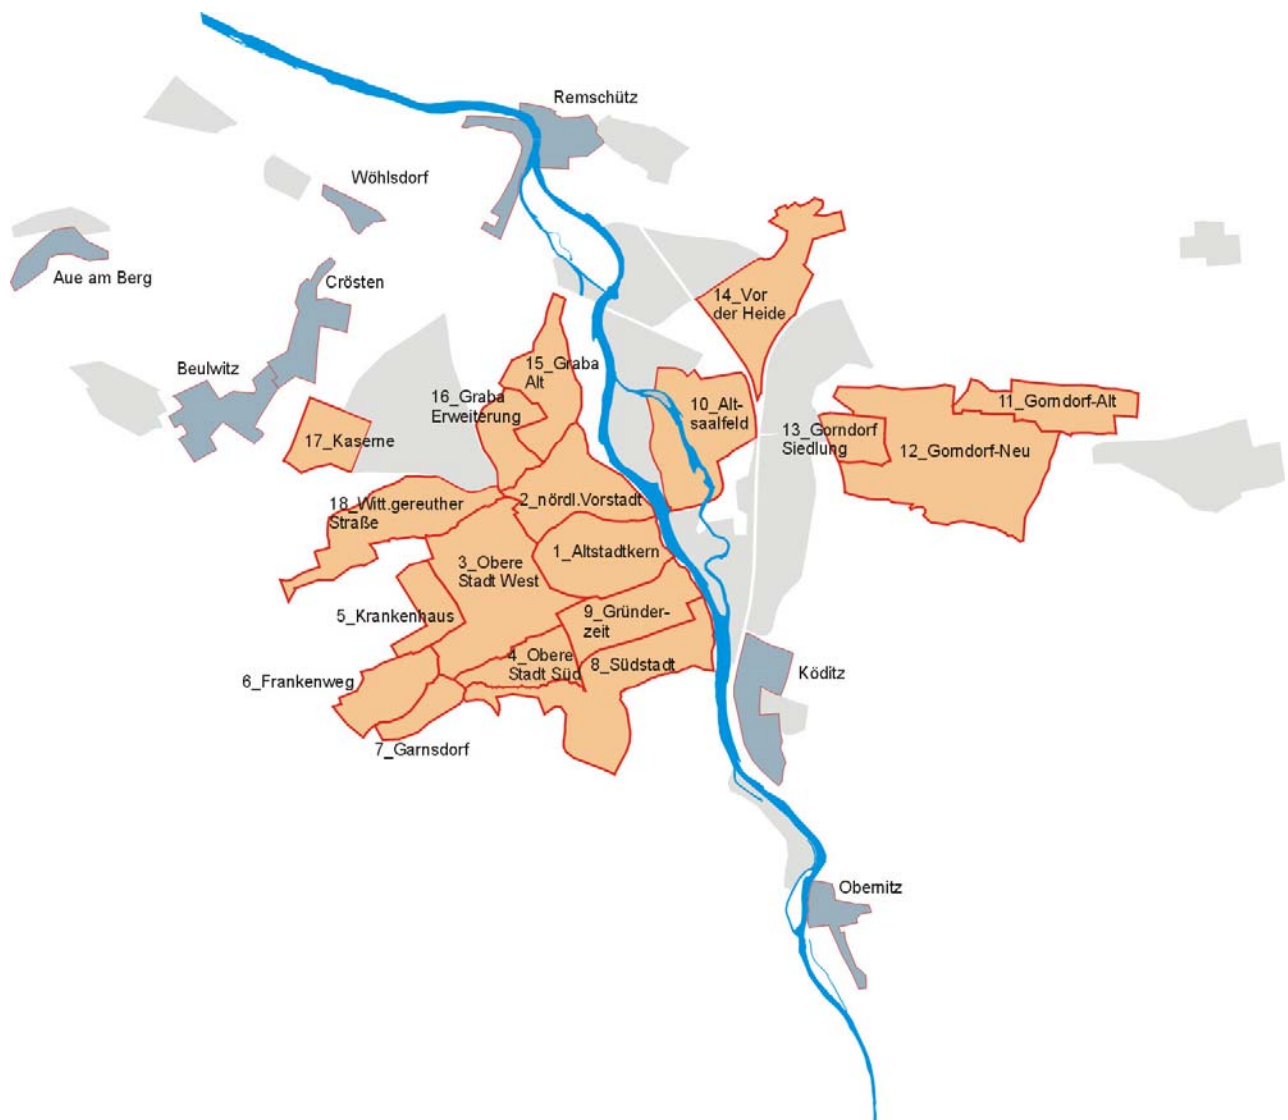 Remschütz
Wöhlsdorf
Aue am Berg
Crösten
Beulwitz
14_Vor
der Heide
15_Graba
Alt
16_Graba
Erweiterung
10_Alt-
saalfeld
11_Gorndorf-Alt
13_Gorndorf
Siedlung
12_Gorndorf-Neu
17_Kaserne
18_Witt.gereuther
Straße
2_nördl.Vorstadt
1_Altstadtkern
3_Obere
Stadt West
5_Krankenhaus
9_Gründer-
zeit
4_Obere
Stadt Süd
8_Südstadt
6_Frankenweg
Köditz
7_Garnsdorf
Obernitz